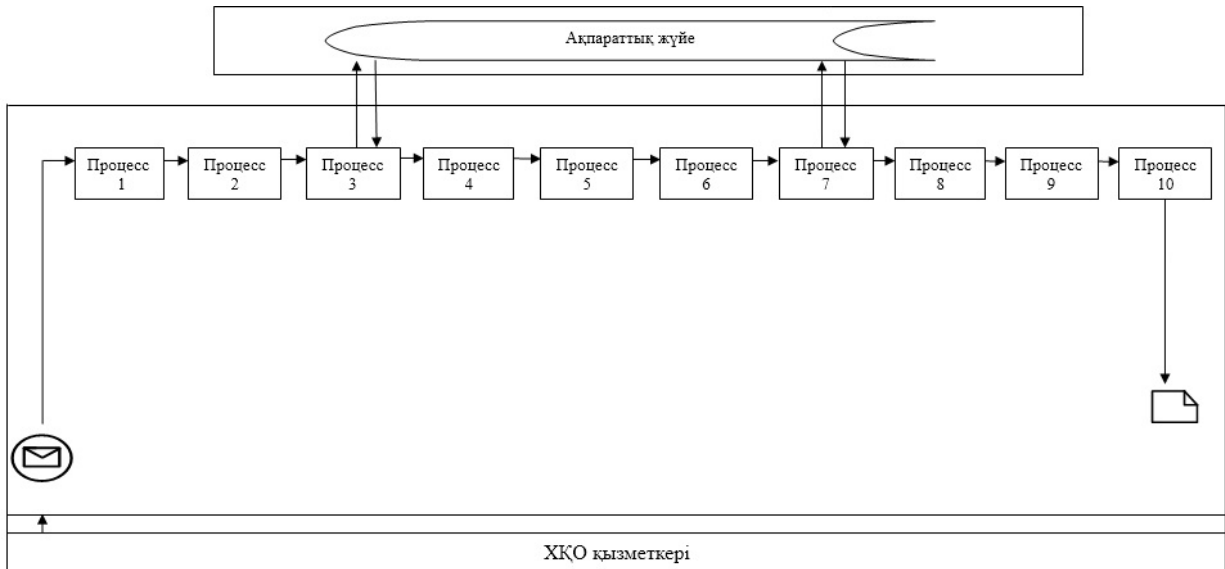 Ақпараттық жүйе
Процесс
1
Процесс
2
Процесс
3
Процесс
4
Процесс
5
Процесс
6
Процесс
7
Процесс
8
Процесс
9
Процесс
10
ХҚО қызметкері